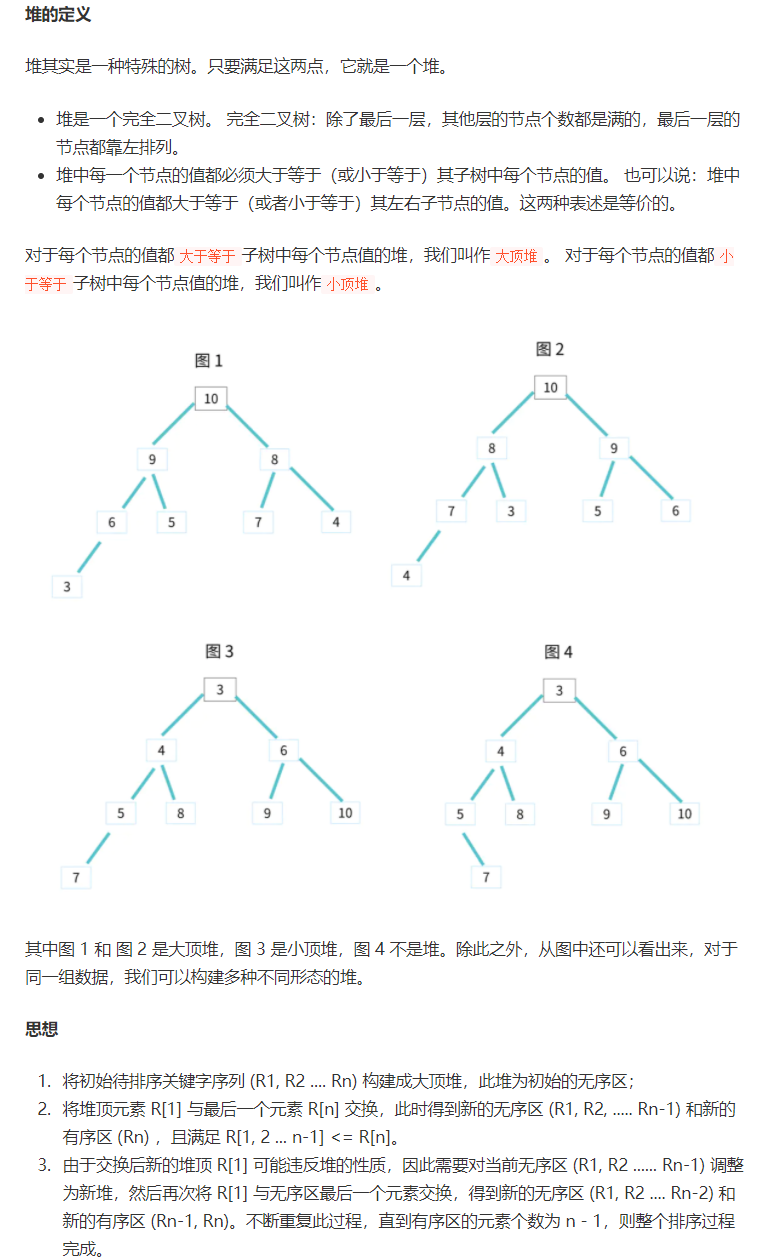 堆的定义
堆其实是一种特殊的树。只要满足这两点，它就是一个堆。
• 堆是一个完全二叉树。 完全二叉树：除了最后一层，其他层的节点个数都是满的，最后一层的
节点都靠左排列。
• 堆中每一个节点的值都必须大于等于（或小于等于）其子树中每个节点的值。 也可以说：堆中
每个节点的值都大于等于（或者小于等于）其左右子节点的值。这两种表述是等价的。
对于每个节点的值都 大于等于 子树中每个节点值的堆，我们叫作 大顶堆 。 对于每个节点的值都 小
于等于 子树中每个节点值的堆，我们叫作 小顶堆 。
图 1
10
9 8
6 5 7 4
3
图 2
10
8 9
7 3 5 6
4
图 3
3
4 6
5 8 9 10
7
图 4
3
4 6
5 8 9 10
7
其中图 1 和 图 2 是大顶堆，图 3 是小顶堆，图 4 不是堆。除此之外，从图中还可以看出来，对于
同一组数据，我们可以构建多种不同形态的堆。
思想
1. 将初始待排序关键字序列 (R1, R2 .... Rn) 构建成大顶堆，此堆为初始的无序区；
2. 将堆顶元素 R[1] 与最后一个元素 R[n] 交换，此时得到新的无序区 (R1, R2, ..... Rn-1) 和新的
有序区 (Rn) ，且满足 R[1, 2 ... n-1] <= R[n]。
3. 由于交换后新的堆顶 R[1] 可能违反堆的性质，因此需要对当前无序区 (R1, R2 ...... Rn-1) 调整
为新堆，然后再次将 R[1] 与无序区最后一个元素交换，得到新的无序区 (R1, R2 .... Rn-2) 和
新的有序区 (Rn-1, Rn)。不断重复此过程，直到有序区的元素个数为 n - 1，则整个排序过程
完成。